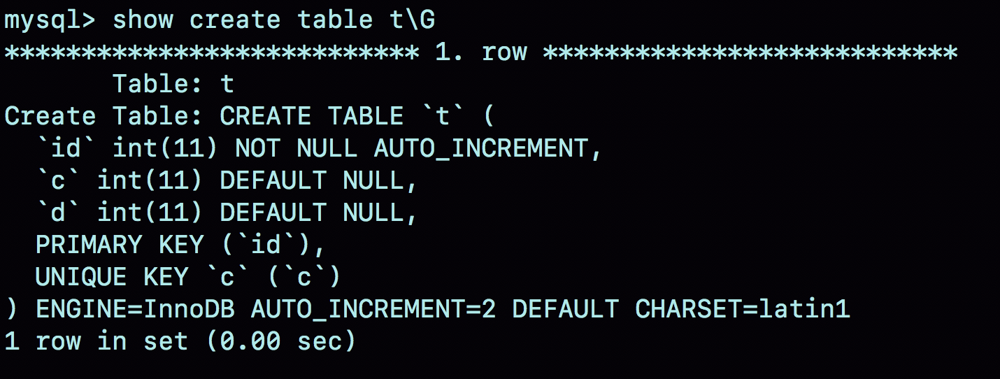 mysql> show create table t\G
*************************** 1. row ***************************
Table: t
Create Table: CREATE TABLE `t` (
`id` int(11) NOT NULL AUTO_INCREMENT,
`c` int(11) DEFAULT NULL,
`d` int(11) DEFAULT NULL,
PRIMARY KEY (`id`),
UNIQUE KEY `c` (`c`)
) ENGINE=InnoDB AUTO_INCREMENT=2 DEFAULT CHARSET=latin1
1 row in set (0.00 sec)